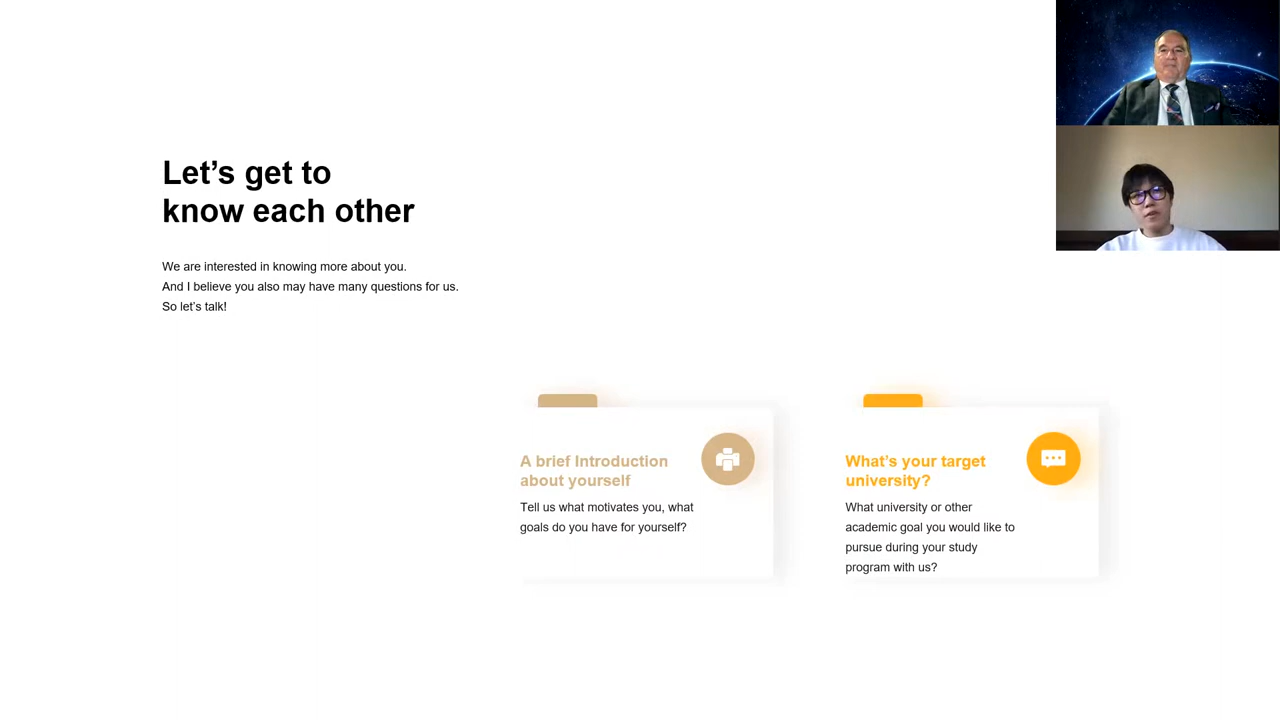 Let’s get to
know each other
We are interested in knowing more about you.
And I believe you also may have many questions for us.
So let’s talk!
A brief Introduction
about yourself
Tell us what motivates you, what
goals do you have for yourself?
What’s your target
university?
What university or other
academic goal you would like to
pursue during your study
program with us?